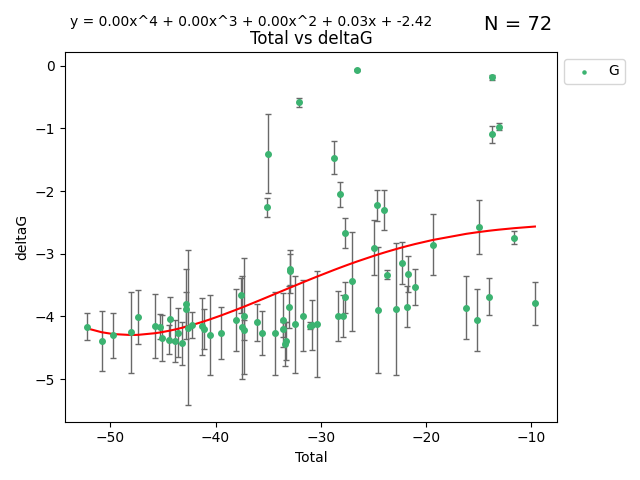 y = 0.00x^4 + 0.00x^3 + 0.00x^2 + 0.03x + -2.42
N = 72
Total vs deltaG
G
0
−1
−2
−3
−4
−5
deltaG
−50 −40 −30 −20 −10
Total